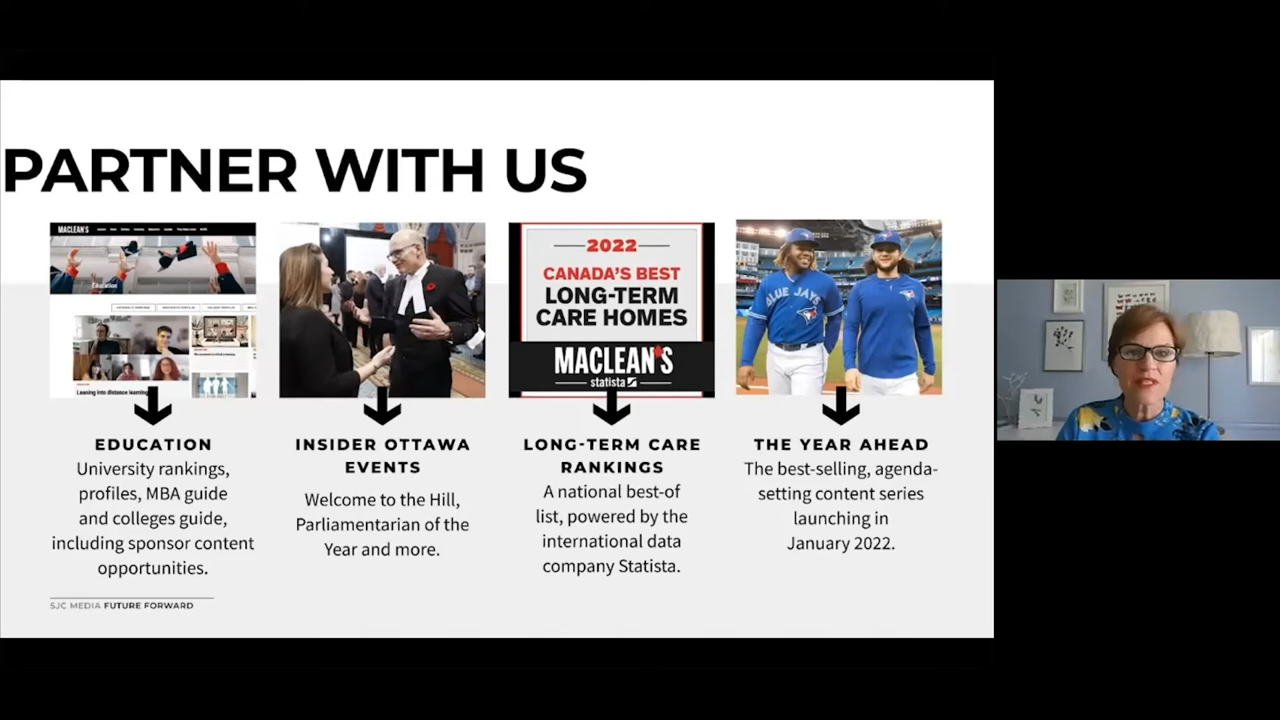 PARTNER WITH US
MACLEAN'S
Education
Leaning into distance learning
EDUCATION
University rankings,
profiles, MBA guide
and colleges guide,
including sponsor content
opportunities.
INSIDER OTTAWA
EVENTS
Welcome to the Hill,
Parliamentarian of the
Year and more.
2022
CANADA'S BEST
LONG-TERM
CARE HOMES
MACLEAN'S
statista
LONG-TERM CARE
RANKINGS
A national best-of
list, powered by the
international data
company Statista.
BLUE JAYS
THE YEAR AHEAD
The best-selling, agenda-
setting content series
launching in
January 2022.
SJC MEDIA FUTURE FORWARD